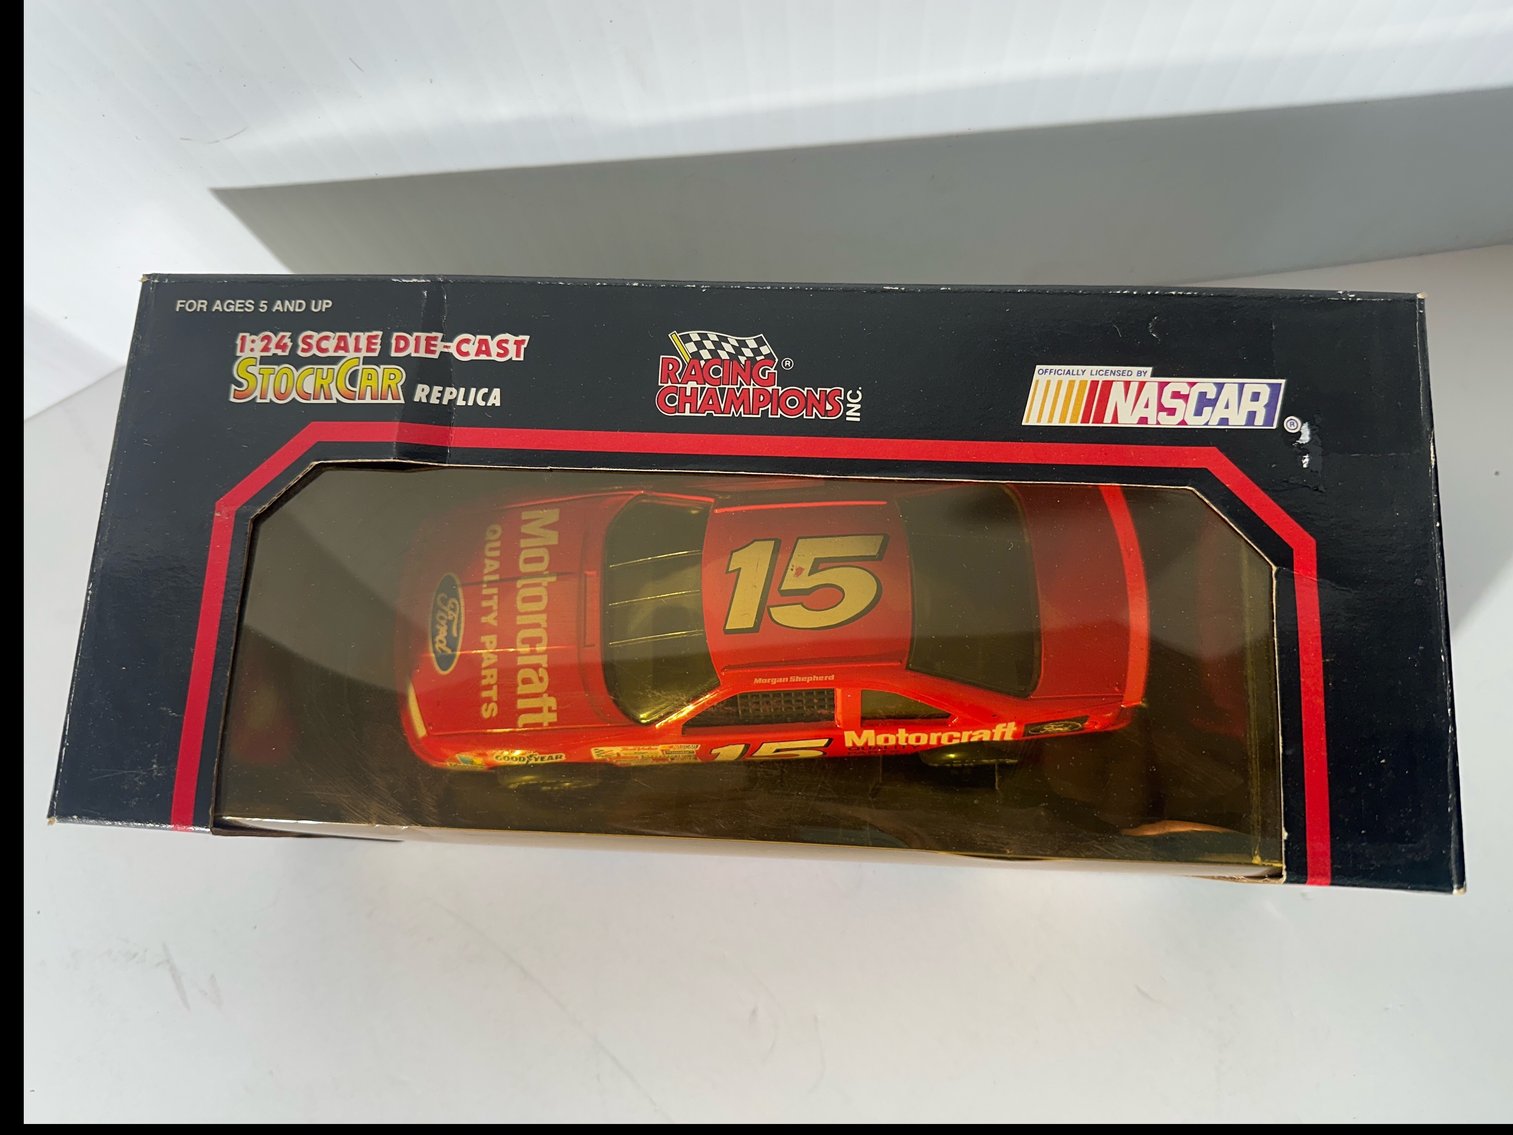 FOR AGES 5 AND UP
1:24 SCALE DIE-CAST
STOCKCAR REPLICA
RACING ®
CHAMPIONS INC.
OFFICIALLY LICENSED BY
NASCAR ®
Motorcraft
QUALITY PARTS
Ford
15
Morgan Shepherd
GOODYEAR
15
Motorcraft
Ford